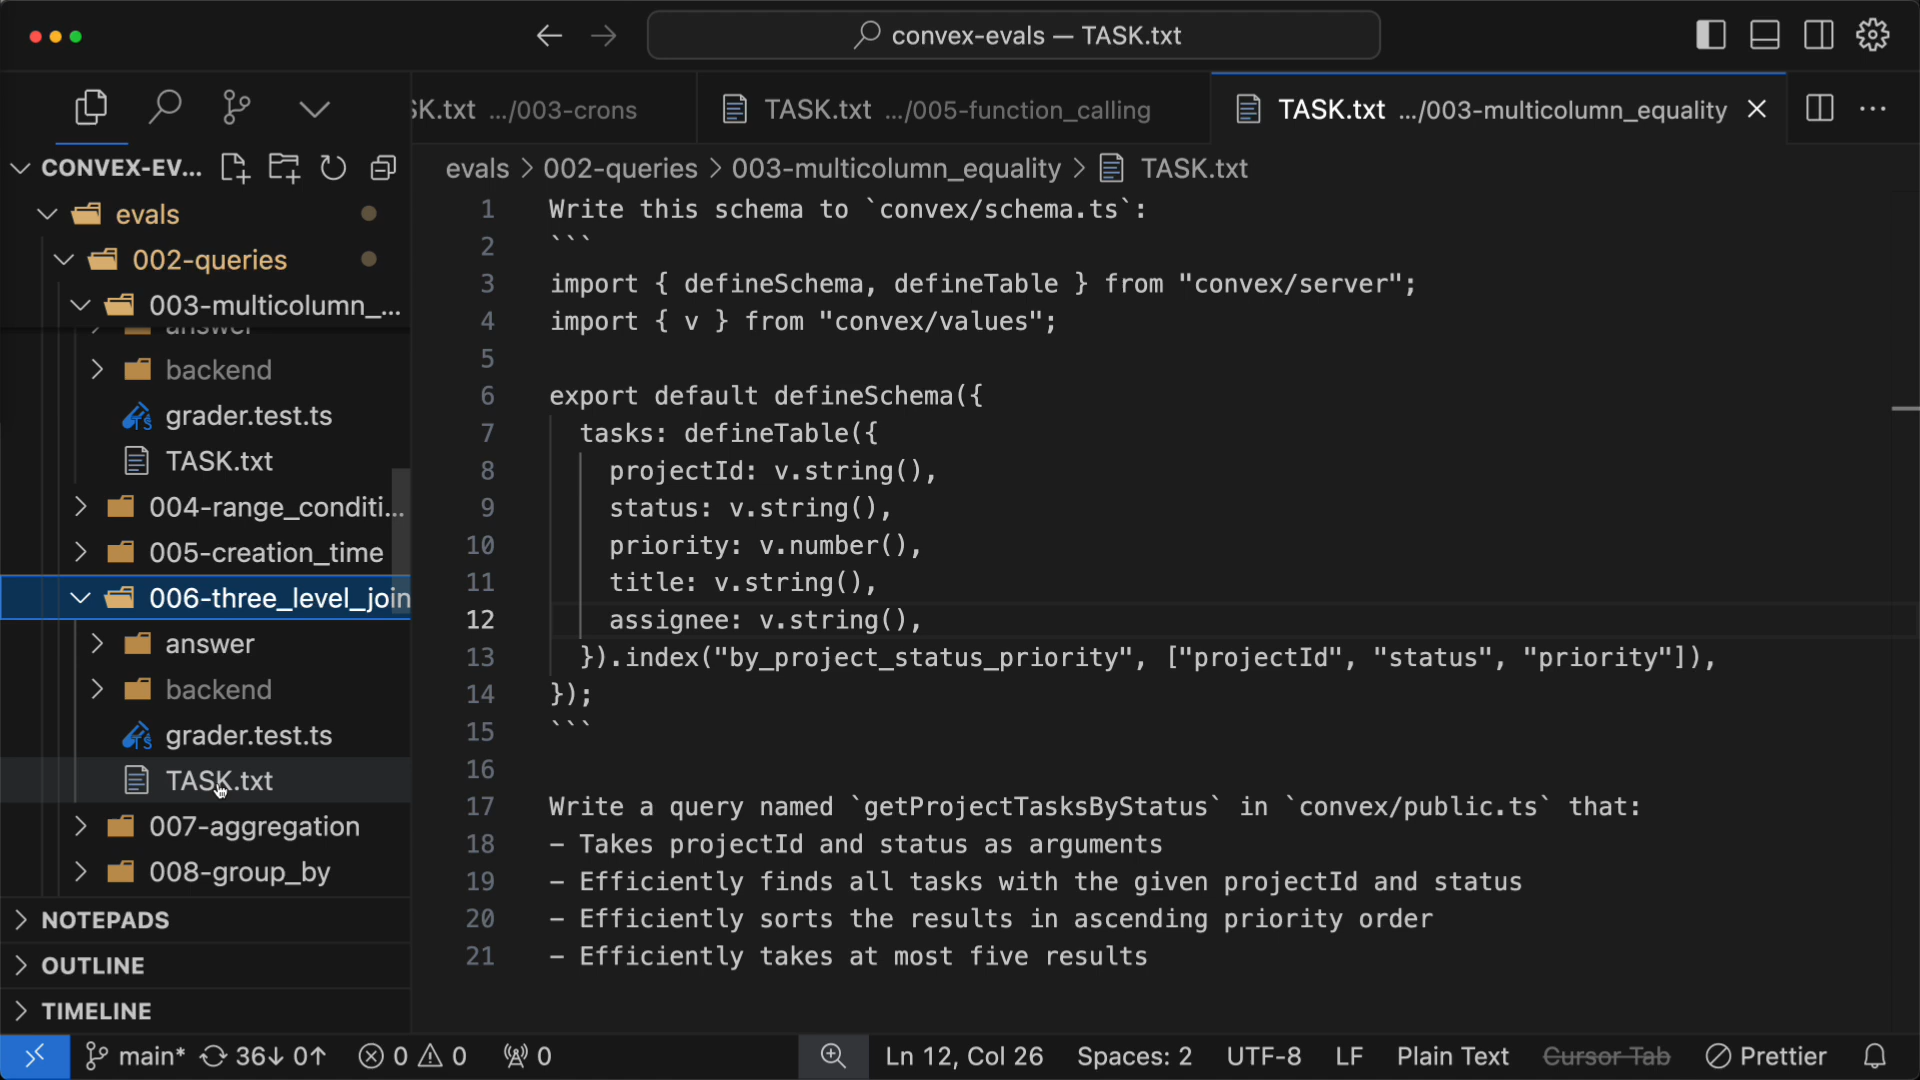 convex-evals — TASK.txt
SK.txt .../003-crons
TASK.txt .../005-function_calling
TASK.txt .../003-multicolumn_equality
CONVEX-EV...
evals
002-queries
003-multicolumn_...
answer
backend
grader.test.ts
TASK.txt
004-range_conditi...
005-creation_time
006-three_level_join
answer
backend
grader.test.ts
TASK.txt
007-aggregation
008-group_by
NOTEPADS
OUTLINE
TIMELINE
evals > 002-queries > 003-multicolumn_equality > TASK.txt
1 Write this schema to `convex/schema.ts`:
2 ```
3 import { defineSchema, defineTable } from "convex/server";
4 import { v } from "convex/values";
5
6 export default defineSchema({
7 tasks: defineTable({
8 projectId: v.string(),
9 status: v.string(),
10 priority: v.number(),
11 title: v.string(),
12 assignee: v.string(),
13 }).index("by_project_status_priority", ["projectId", "status", "priority"]),
14 });
15 ```
16
17 Write a query named `getProjectTasksByStatus` in `convex/public.ts` that:
18 - Takes projectId and status as arguments
19 - Efficiently finds all tasks with the given projectId and status
20 - Efficiently sorts the results in ascending priority order
21 - Efficiently takes at most five results
main* 36↓ 0↑ 0 0 0 Ln 12, Col 26 Spaces: 2 UTF-8 LF Plain Text Cursor Tab Prettier